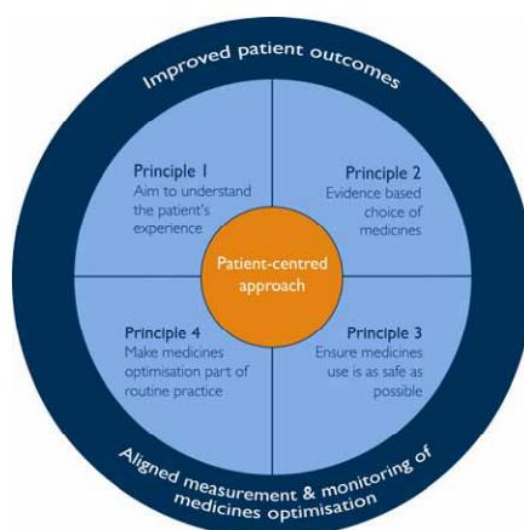 Improved patient outcomes
Principle 1
Aim to understand
the patient's
experience
Principle 2
Evidence based
choice of
medicines
Patient-centred
approach
Principle 4
Make medicines
optimisation part of
routine practice
Principle 3
Ensure medicines
use is as safe as
possible
Aligned measurement & monitoring of
medicines optimisation